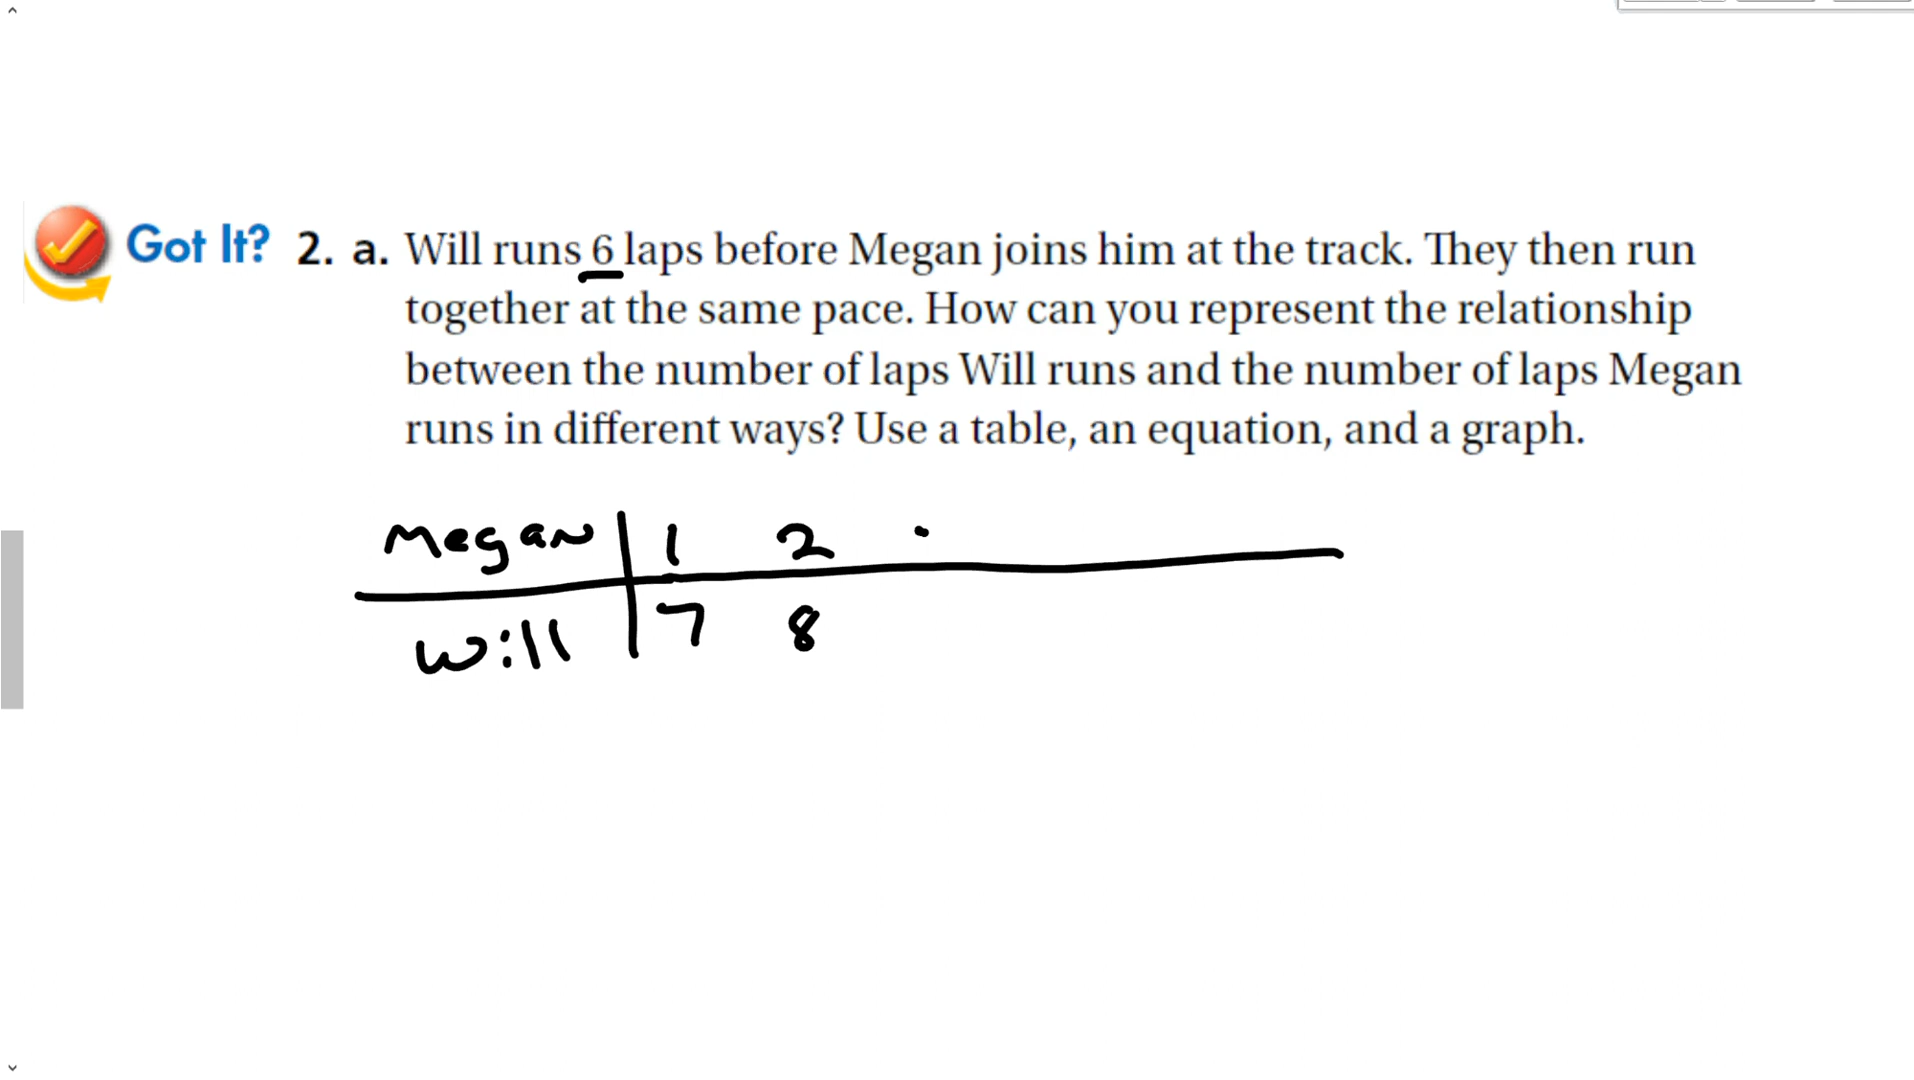 Got It? 2. a. Will runs 6 laps before Megan joins him at the track. They then run
together at the same pace. How can you represent the relationship
between the number of laps Will runs and the number of laps Megan
runs in different ways? Use a table, an equation, and a graph.
Megan 1 2
Will 7 8